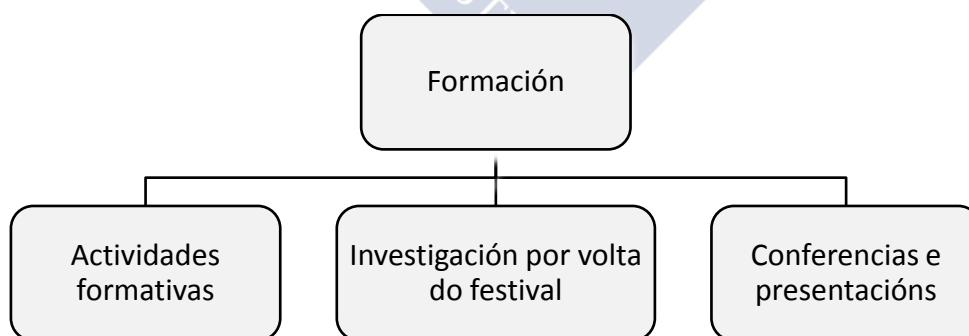 Formación
Actividades
formativas
Investigación por volta
do festival
Conferencias e
presentacións